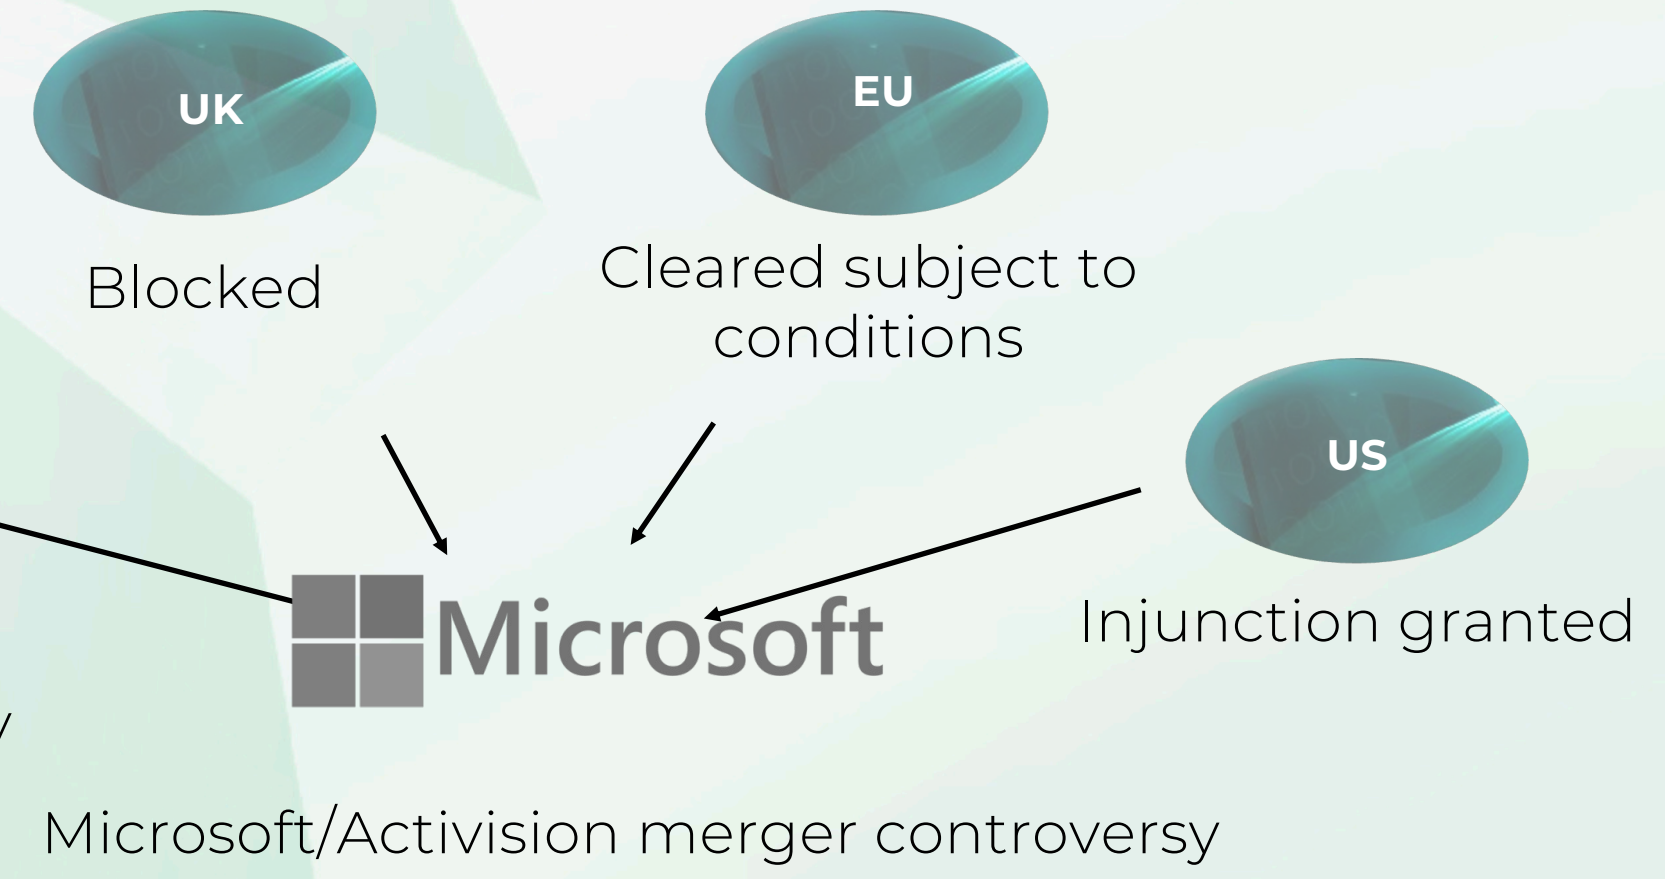 UK
EU
Blocked
Cleared subject to
conditions
US
Injunction granted
Microsoft
Microsoft/Activision merger controversy